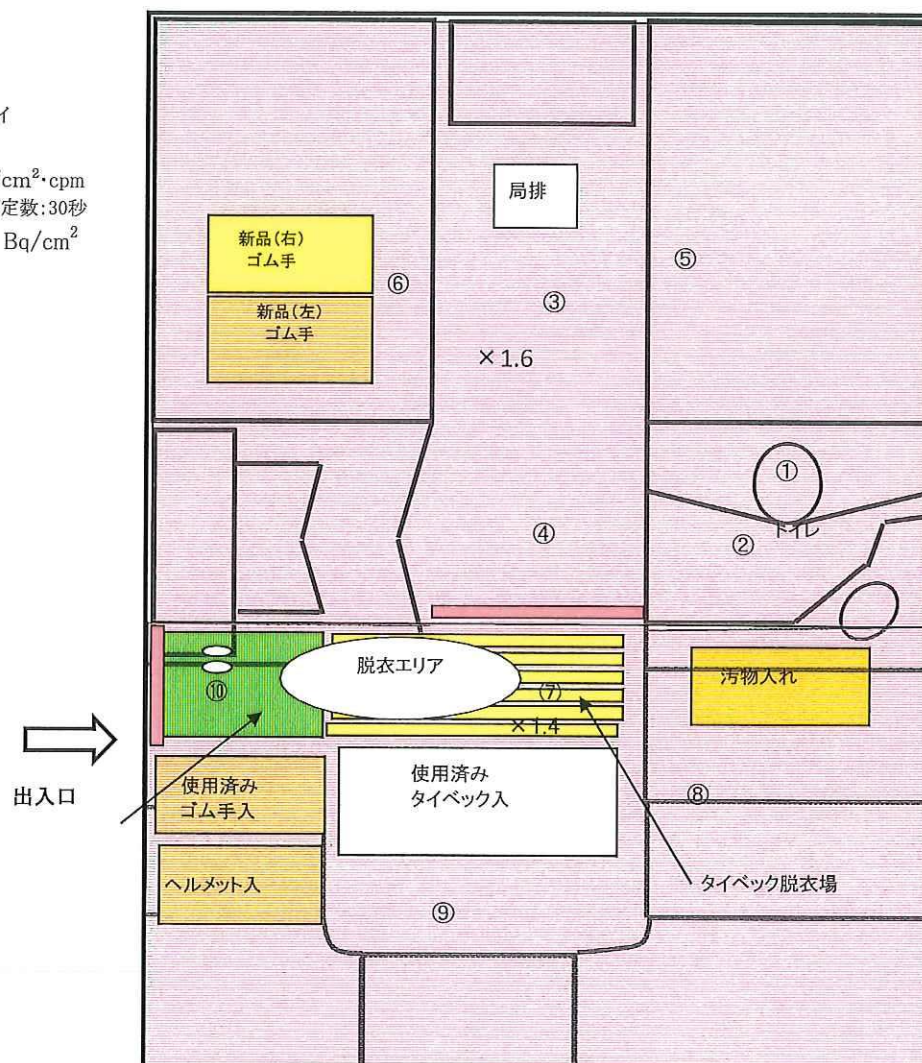 イ
cm²・cpm
定数:30秒
Bq/cm²
局排
新品(右)
ゴム手
⑥
⑤
③
新品(左)
ゴム手
×1.6
①
④
②
トイレ
脱衣エリア
⑦
汚物入れ
⑩
×1.4
出入口
使用済み
ゴム手入
使用済み
タイベック入
⑧
ヘルメット入
タイベック脱衣場
⑨